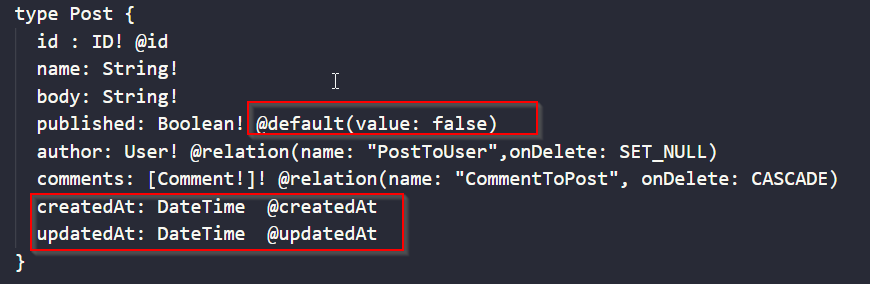 type Post {
id : ID! @id
name: String!
body: String!
published: Boolean! @default(value: false)
author: User! @relation(name: "PostToUser",onDelete: SET_NULL)
comments: [Comment!]! @relation(name: "CommentToPost", onDelete: CASCADE)
createdAt: DateTime  @createdAt
updatedAt: DateTime  @updatedAt
}